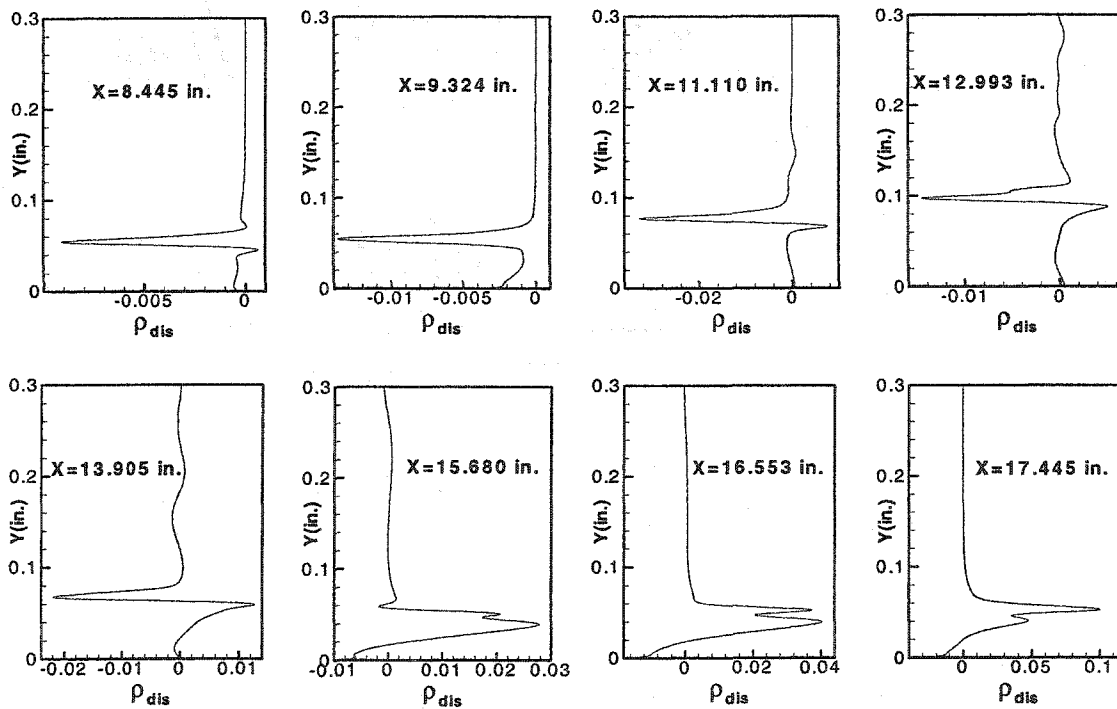 0.3
0.2
0.1
0
Y(in.)
X=8.445 in.
-0.005
0
ρdis
0.3
0.2
0.1
0
Y(in.)
X=9.324 in.
-0.01
-0.005
0
ρdis
0.3
0.2
0.1
0
Y(in.)
X=11.110 in.
-0.02
0
ρdis
0.3
0.2
0.1
0
Y(in.)
X=12.993 in.
-0.01
0
ρdis
0.3
0.2
0.1
0
Y(in.)
X=13.905 in.
-0.02
-0.01
0
0.01
ρdis
0.3
0.2
0.1
0
Y(in.)
X=15.680 in.
-0.01
0
0.01
0.02
0.03
ρdis
0.3
0.2
0.1
0
Y(in.)
X=16.553 in.
0
0.02
0.04
ρdis
0.3
0.2
0.1
0
Y(in.)
X=17.445 in.
0
0.05
0.1
ρdis